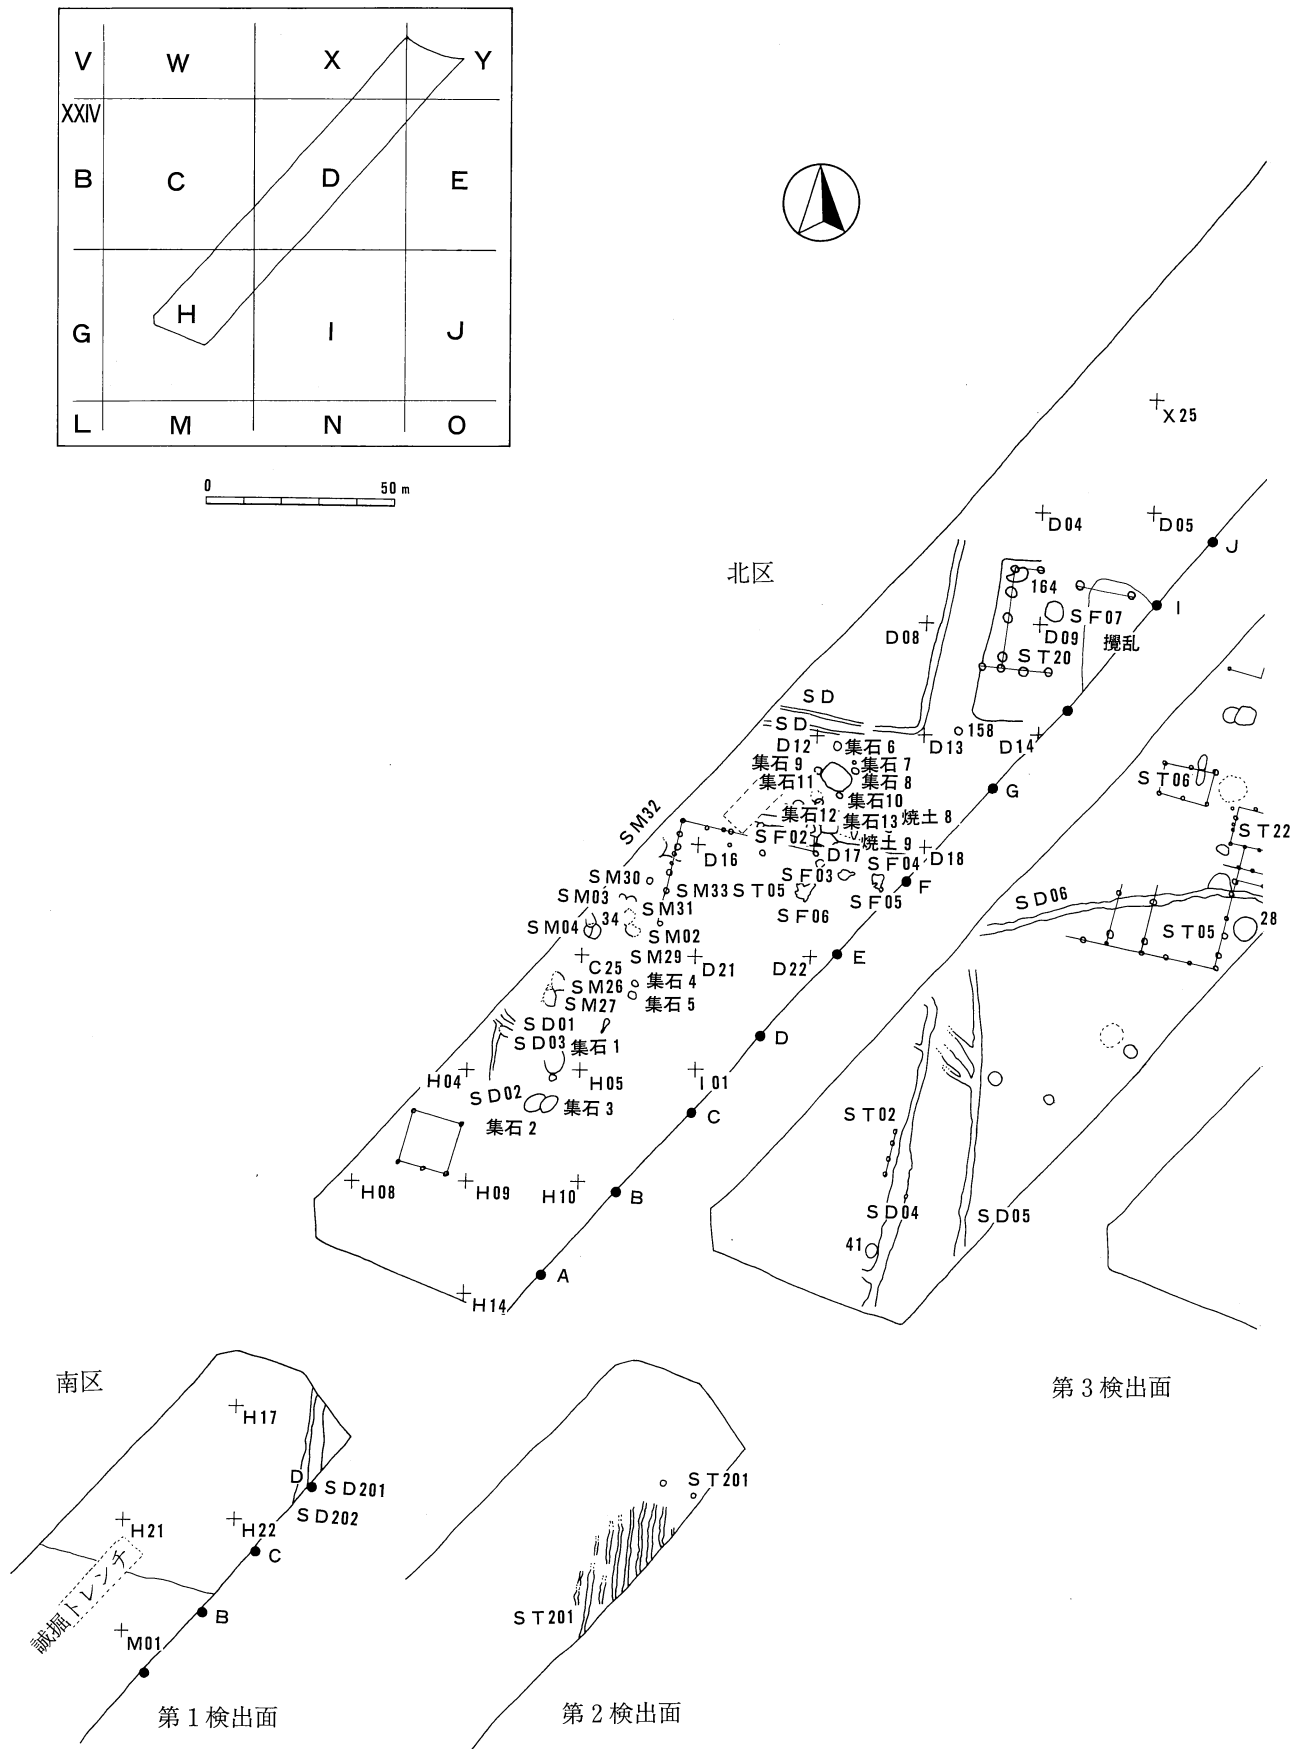 V W X Y
XXIV
B C D E
G H I J
L M N O
0 50 m
X25
D04 D05
J
北区
164
I
SF07
D08
D09
攪乱
ST20
SD
SD
158
D12 集石6 D13 D14
集石9 集石7
集石11 集石8
集石10
G
集石12 集石13 焼土8
SM32
SF02 焼土9
D16 D17 D18
SF03 SF04
F
SM30
SM33 ST05
SF05
SM03
SM31
SF06
34
SM04
SM02
SM29 D21 D22 E
C25
SM26 集石4
SM27 集石5
SD01
SD03 集石1
D
H04 H05 I01
SD02
集石3
集石2
C
H08 H09 H10 B
A
H14
ST06
ST22
SD06
28
ST05
ST02
SD04 SD05
41
第3検出面
南区
H17
D SD201
SD202
H21 H22
C
誠掘トレンチ
B
M01
第1検出面
ST201
ST201
第2検出面